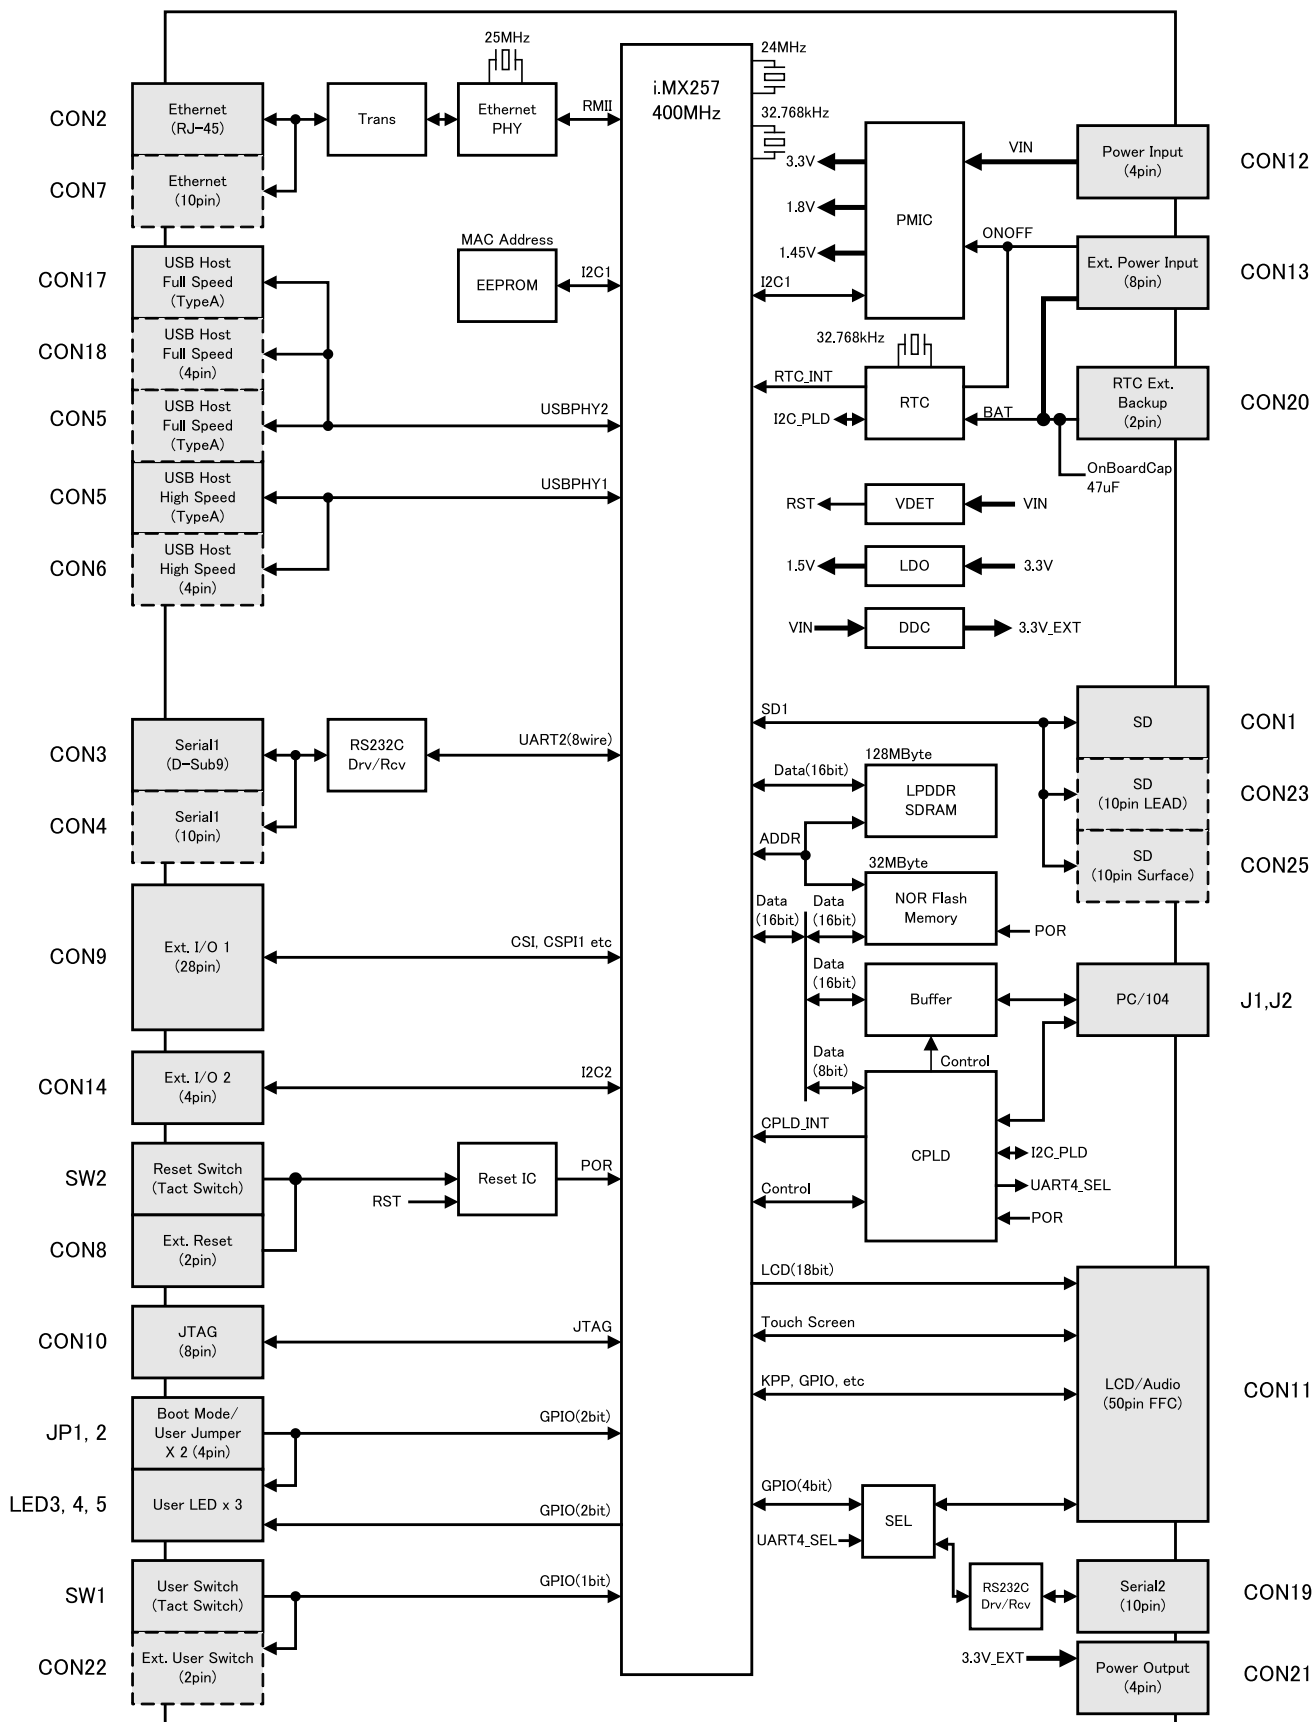 25MHz
24MHz
i.MX257
400MHz
CON2
Ethernet
(RJ-45)
Trans
Ethernet
PHY
RMII
32.768kHz
CON7
Ethernet
(10pin)
3.3V
1.8V
1.45V
I2C1
PMIC
VIN
Power Input
(4pin)
CON12
ONOFF
Ext. Power Input
(8pin)
CON13
MAC Address
EEPROM
I2C1
CON17
USB Host
Full Speed
(TypeA)
CON18
USB Host
Full Speed
(4pin)
CON5
USB Host
Full Speed
(TypeA)
USBPHY2
CON5
USB Host
High Speed
(TypeA)
USBPHY1
CON6
USB Host
High Speed
(4pin)
32.768kHz
RTC_INT
I2C_PLD
RTC
BAT
RTC Ext.
Backup
(2pin)
CON20
OnBoardCap
47uF
RST
VDET
VIN
1.5V
LDO
3.3V
VIN
DDC
3.3V_EXT
CON3
Serial1
(D-Sub9)
RS232C
Drv/Rcv
UART2(8wire)
CON4
Serial1
(10pin)
SD1
SD
CON1
SD
(10pin LEAD)
CON23
SD
(10pin Surface)
CON25
128MByte
Data(16bit)
LPDDR
SDRAM
ADDR
32MByte
NOR Flash
Memory
POR
Data
(16bit)
Data
(16bit)
CON9
Ext. I/O 1
(28pin)
CSI, CSPI1 etc
Data
(16bit)
Buffer
PC/104
J1,J2
Control
Data
(8bit)
CPLD_INT
CPLD
I2C_PLD
UART4_SEL
POR
Control
CON14
Ext. I/O 2
(4pin)
I2C2
SW2
Reset Switch
(Tact Switch)
RST
Reset IC
POR
CON8
Ext. Reset
(2pin)
CON10
JTAG
(8pin)
JTAG
JP1, 2
Boot Mode/
User Jumper
X 2 (4pin)
GPIO(2bit)
LED3, 4, 5
User LED x 3
GPIO(2bit)
SW1
User Switch
(Tact Switch)
GPIO(1bit)
CON22
Ext. User Switch
(2pin)
LCD(18bit)
Touch Screen
KPP, GPIO, etc
LCD/Audio
(50pin FFC)
CON11
GPIO(4bit)
SEL
UART4_SEL
RS232C
Drv/Rcv
Serial2
(10pin)
CON19
3.3V_EXT
Power Output
(4pin)
CON21